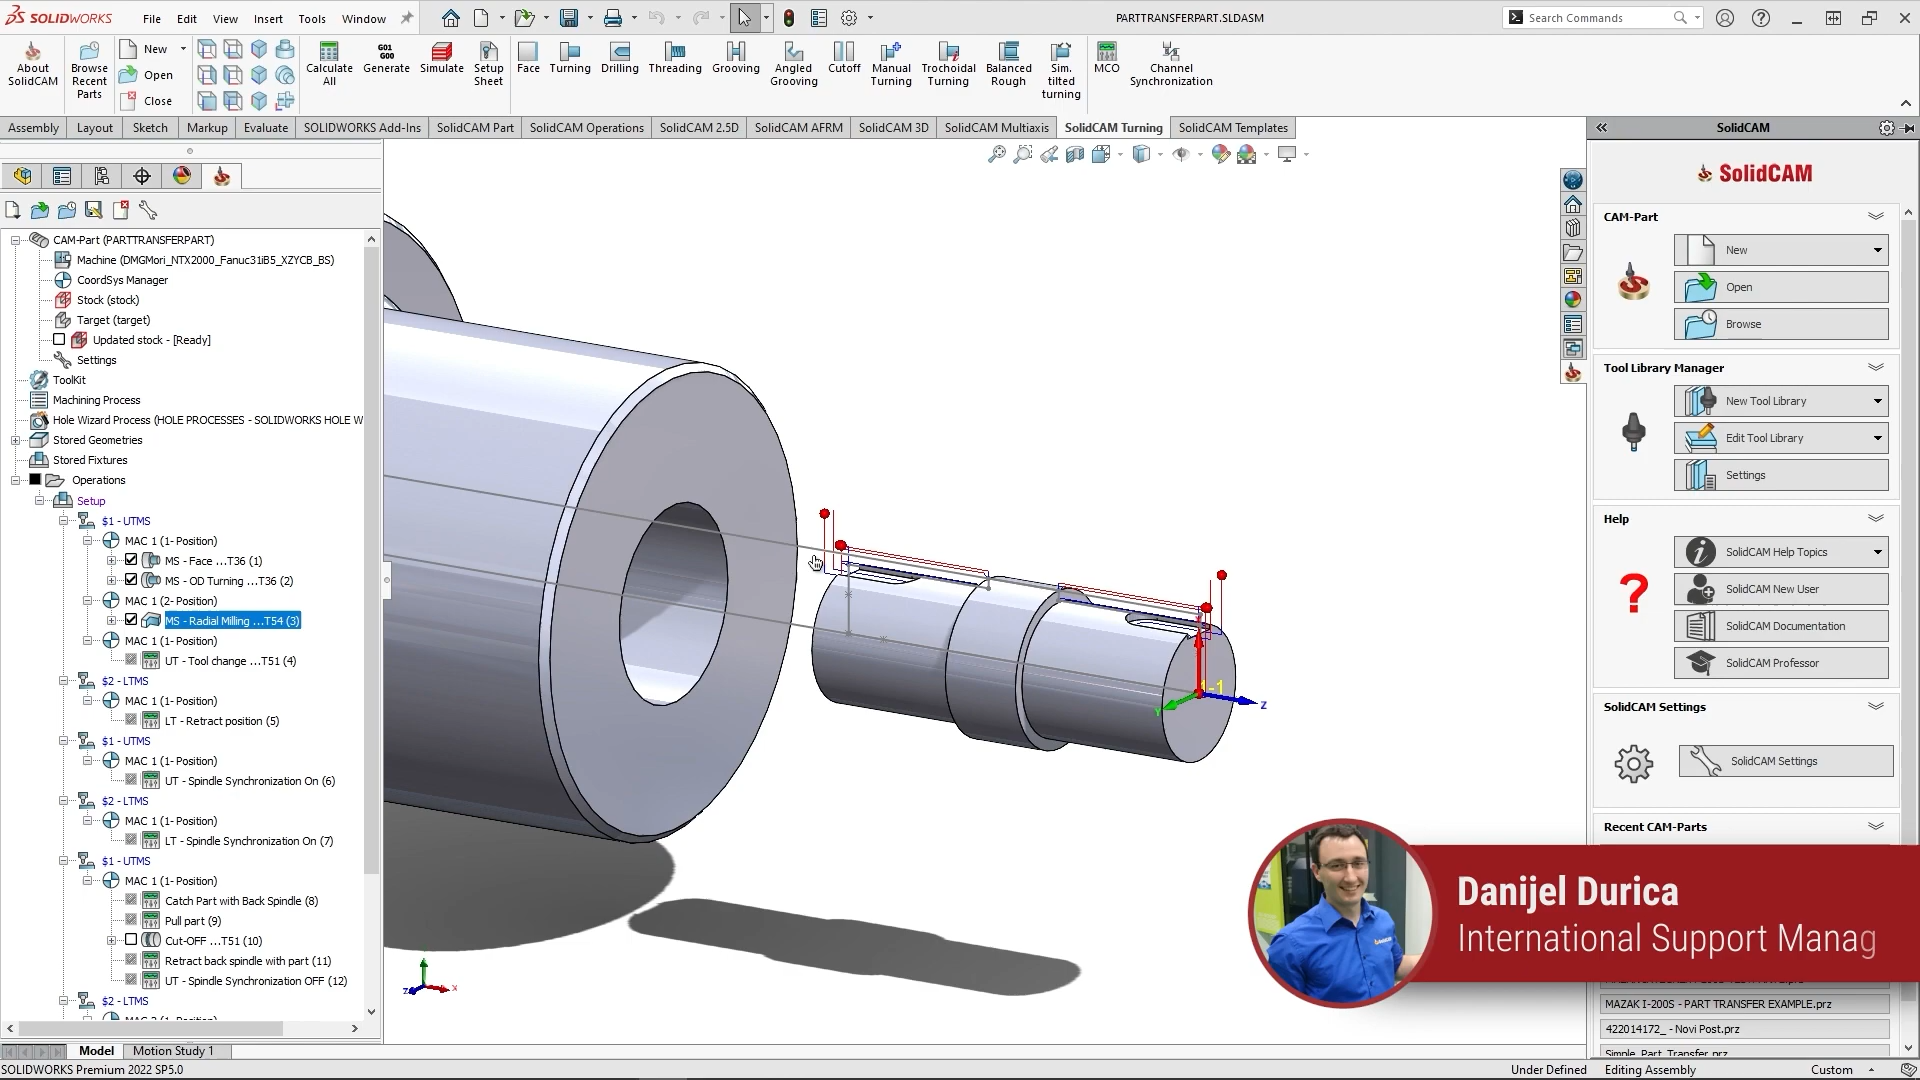 SOLIDWORKS File Edit View Insert Tools Window PARTTRANSFERPART.SLDASM Search Commands
About SolidCAM
Browse Recent Parts
New
Open
Close
Calculate All
G01 G00
Generate
Simulate
Setup Sheet
Face
Turning
Drilling
Threading
Grooving
Angled Grooving
Cutoff
Manual Turning
Trochoidal Turning
Balanced Rough
Sim. tilted turning
MCO
Channel Synchronization
Assembly Layout Sketch Markup Evaluate SOLIDWORKS Add-Ins SolidCAM Part SolidCAM Operations SolidCAM 2.5D SolidCAM AFRM SolidCAM 3D SolidCAM Multiaxis SolidCAM Turning SolidCAM Templates
CAM-Part (PARTTRANSFERPART)
Machine (DMGMori_NTX2000_Fanuc31iB5_XZYCB_BS)
CoordSys Manager
Stock (stock)
Target (target)
Updated stock - [Ready]
Settings
ToolKit
Machining Process
Hole Wizard Process (HOLE PROCESSES - SOLIDWORKS HOLE W
Stored Geometries
Stored Fixtures
Operations
Setup
$1 - UTMS
MAC 1 (1- Position)
MS - Face ...T36 (1)
MS - OD Turning ...T36 (2)
MAC 1 (2- Position)
MS - Radial Milling ...T54 (3)
MAC 1 (1- Position)
UT - Tool change ...T51 (4)
$2 - LTMS
MAC 1 (1- Position)
LT - Retract position (5)
$1 - UTMS
MAC 1 (1- Position)
UT - Spindle Synchronization On (6)
$2 - LTMS
MAC 1 (1- Position)
LT - Spindle Synchronization On (7)
$1 - UTMS
MAC 1 (1- Position)
Catch Part with Back Spindle (8)
Pull part (9)
Cut-OFF ...T51 (10)
Retract back spindle with part (11)
UT - Spindle Synchronization OFF (12)
$2 - LTMS
1-1
Y
Z
Z
X
SolidCAM
SolidCAM
CAM-Part
New
Open
Browse
Tool Library Manager
New Tool Library
Edit Tool Library
Settings
Help
SolidCAM Help Topics
SolidCAM New User
SolidCAM Documentation
SolidCAM Professor
SolidCAM Settings
SolidCAM Settings
Recent CAM-Parts
Danijel Durica
International Support Manag
MAZAK I-200S - PART TRANSFER EXAMPLE.prz
422014172_ - Novi Post.prz
Simple_Part_Transfer.prz
Model Motion Study 1
SOLIDWORKS Premium 2022 SP5.0 Under Defined Editing Assembly Custom